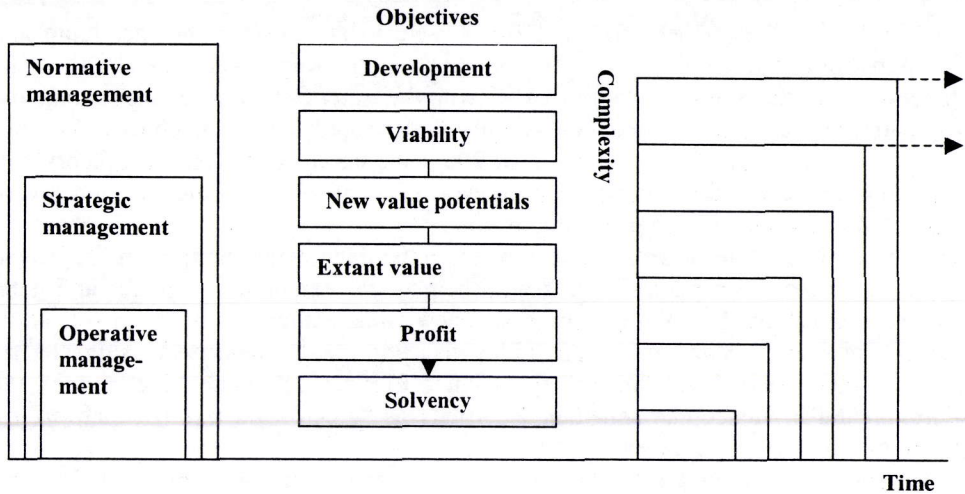 Objectives
Normative
management
Strategic
management
Operative
manage-
ment
Development
Viability
New value potentials
Extant value
Profit
Solvency
Complexity
Time